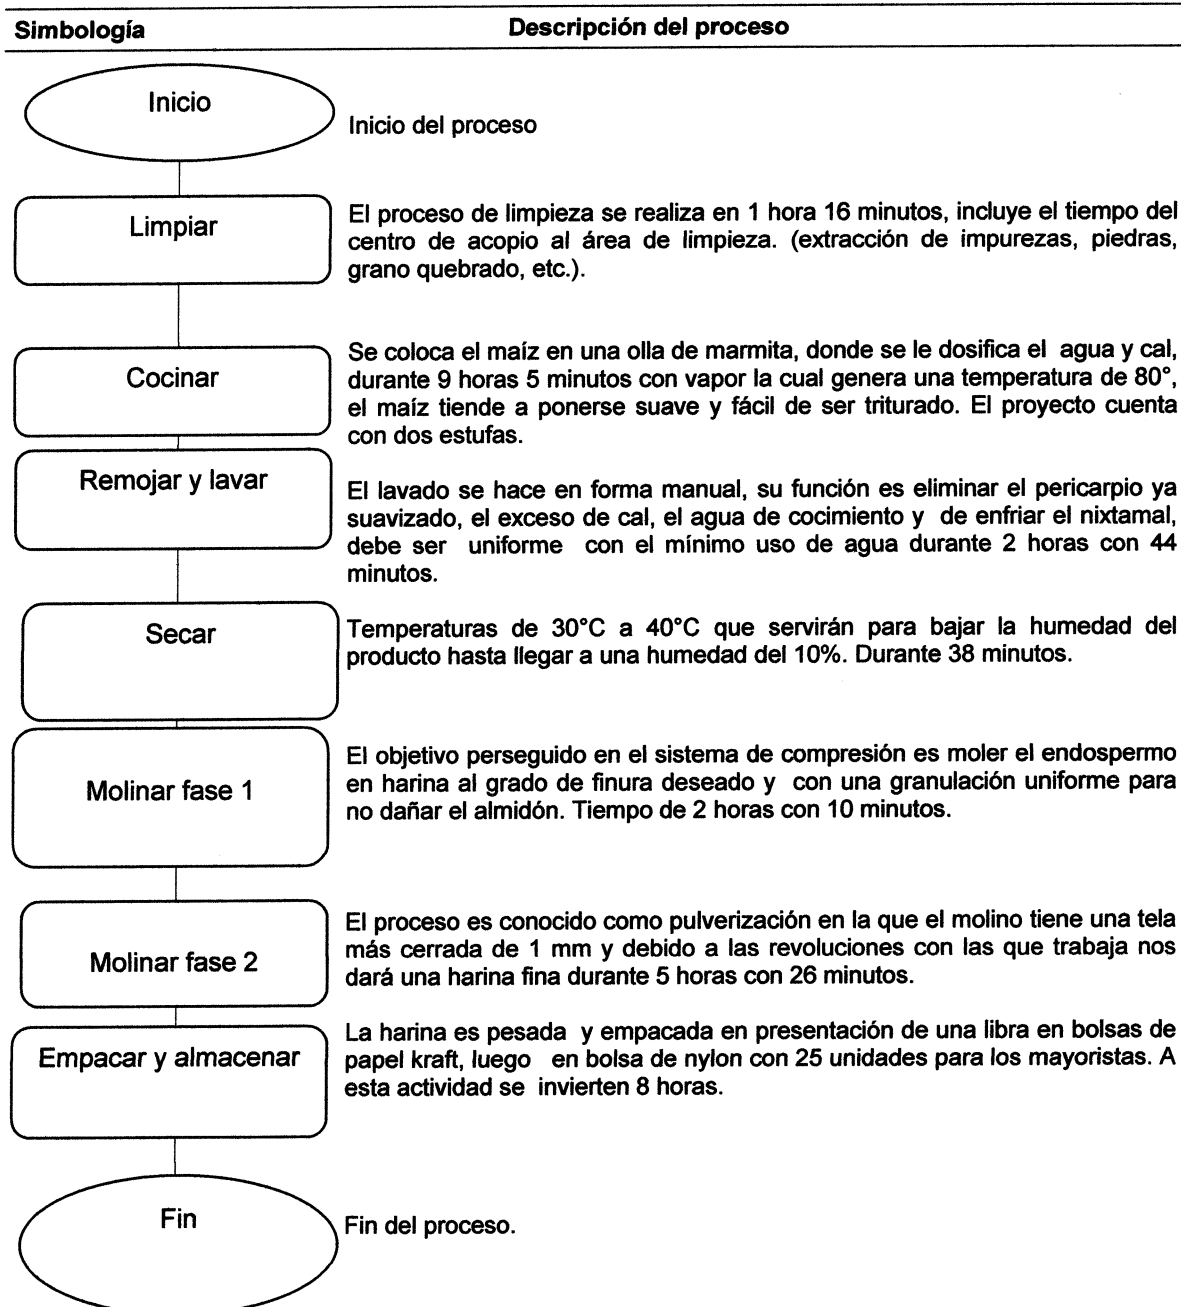 Simbología Descripción del proceso
Inicio
Inicio del proceso
Limpiar
El proceso de limpieza se realiza en 1 hora 16 minutos, incluye el tiempo del
centro de acopio al área de limpieza. (extracción de impurezas, piedras,
grano quebrado, etc.).
Cocinar
Se coloca el maíz en una olla de marmita, donde se le dosifica el agua y cal,
durante 9 horas 5 minutos con vapor la cual genera una temperatura de 80°,
el maíz tiende a ponerse suave y fácil de ser triturado. El proyecto cuenta
con dos estufas.
Remojar y lavar
El lavado se hace en forma manual, su función es eliminar el pericarpio ya
suavizado, el exceso de cal, el agua de cocimiento y de enfriar el nixtamal,
debe ser uniforme con el mínimo uso de agua durante 2 horas con 44
minutos.
Secar
Temperaturas de 30°C a 40°C que servirán para bajar la humedad del
producto hasta llegar a una humedad del 10%. Durante 38 minutos.
Molinar fase 1
El objetivo perseguido en el sistema de compresión es moler el endospermo
en harina al grado de finura deseado y con una granulación uniforme para
no dañar el almidón. Tiempo de 2 horas con 10 minutos.
Molinar fase 2
El proceso es conocido como pulverización en la que el molino tiene una tela
más cerrada de 1 mm y debido a las revoluciones con las que trabaja nos
dará una harina fina durante 5 horas con 26 minutos.
Empacar y almacenar
La harina es pesada y empacada en presentación de una libra en bolsas de
papel kraft, luego en bolsa de nylon con 25 unidades para los mayoristas. A
esta actividad se invierten 8 horas.
Fin
Fin del proceso.